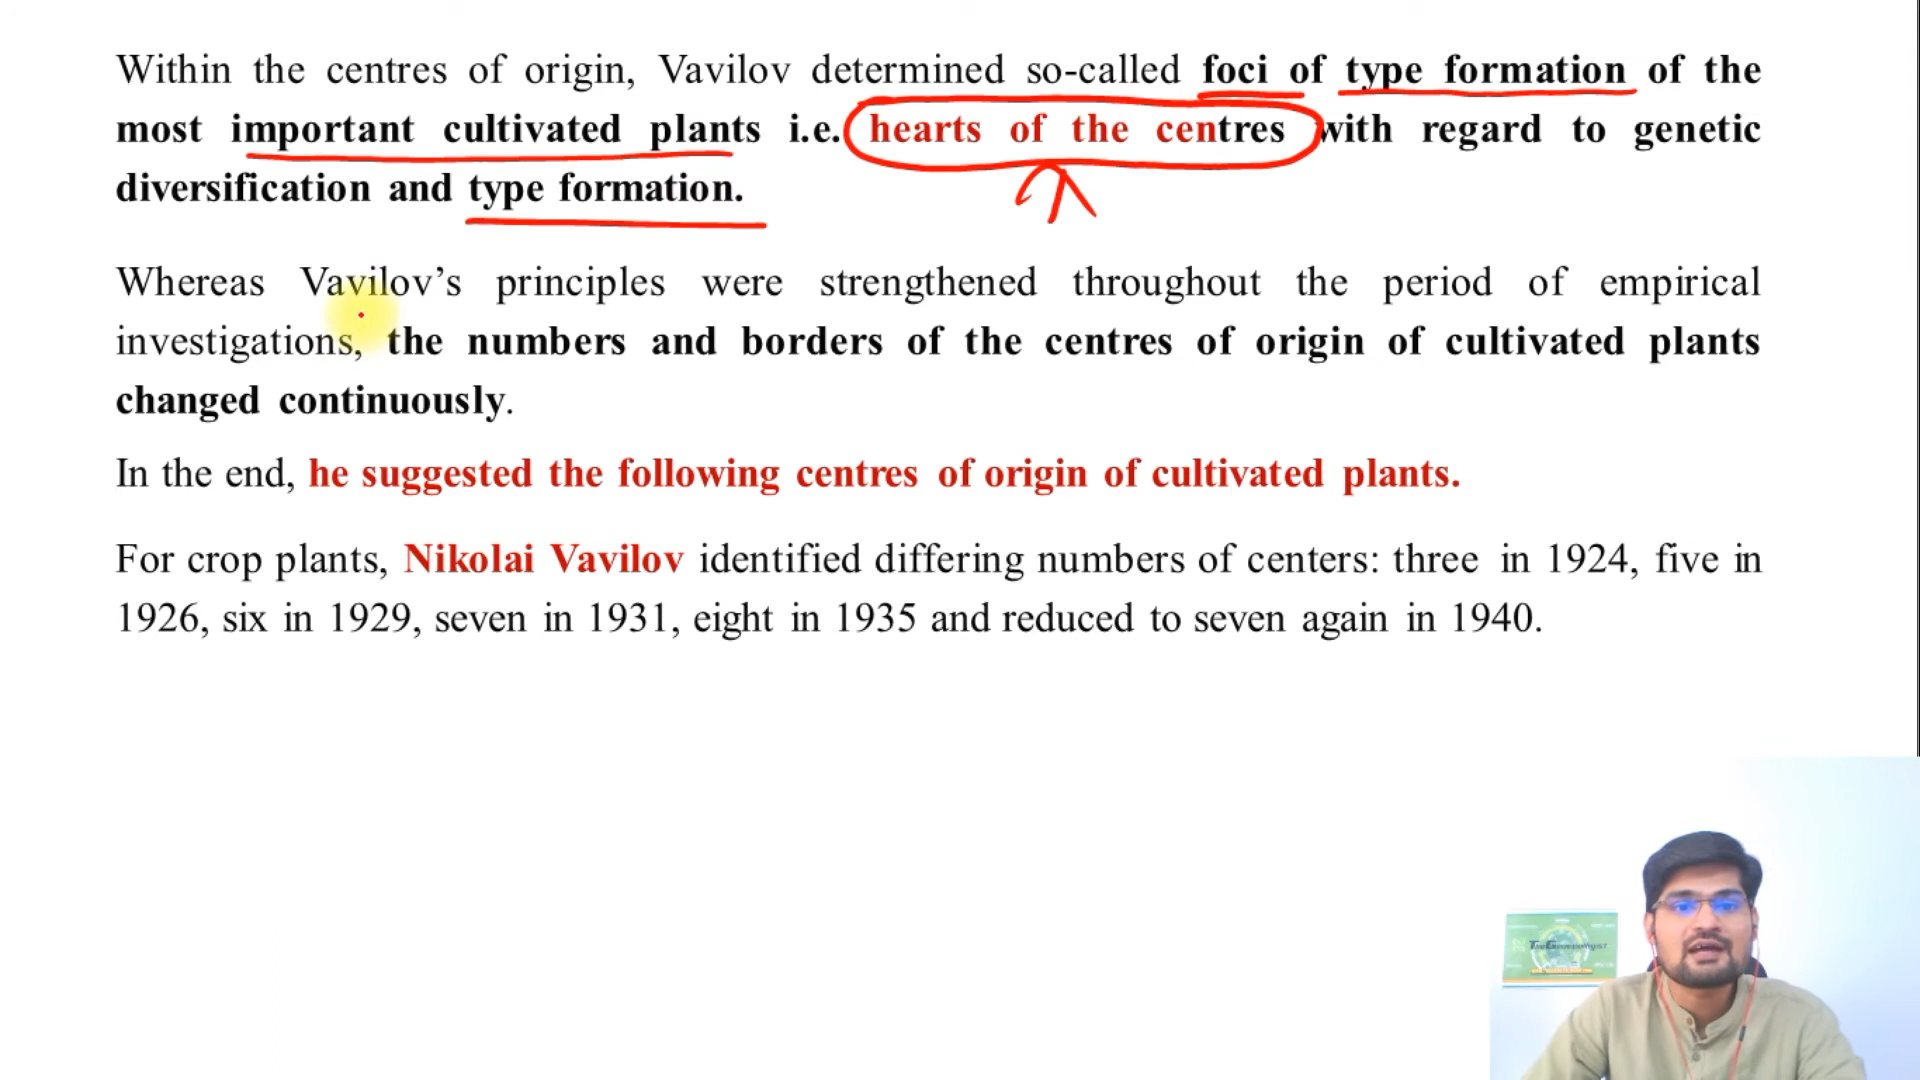 Within the centres of origin, Vavilov determined so-called foci of type formation of the
most important cultivated plants i.e. hearts of the centres with regard to genetic
diversification and type formation.
Whereas Vavilov’s principles were strengthened throughout the period of empirical
investigations, the numbers and borders of the centres of origin of cultivated plants
changed continuously.
In the end, he suggested the following centres of origin of cultivated plants.
For crop plants, Nikolai Vavilov identified differing numbers of centers: three in 1924, five in
1926, six in 1929, seven in 1931, eight in 1935 and reduced to seven again in 1940.